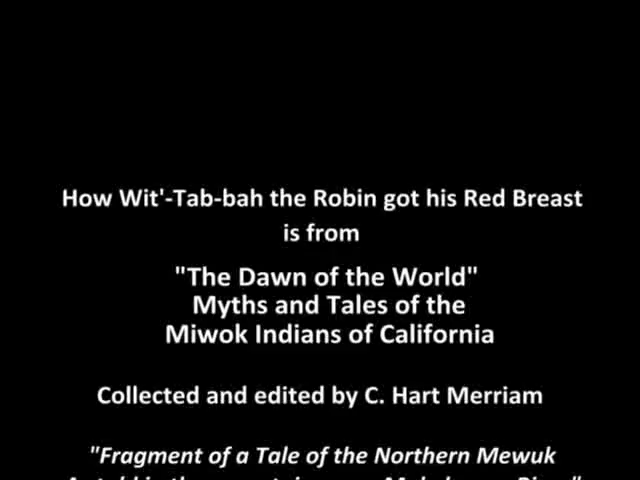 How Wit'-Tab-bah the Robin got his Red Breast
is from
"The Dawn of the World"
Myths and Tales of the
Miwok Indians of California
Collected and edited by C. Hart Merriam
"Fragment of a Tale of the Northern Mewuk